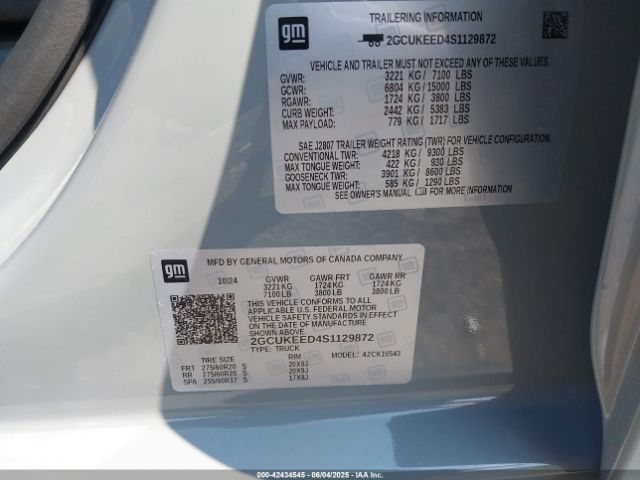 gm
TRAILERING INFORMATION
2GCUKEED4S1129872
VEHICLE AND TRAILER MUST NOT EXCEED ANY OF THESE VALUES.
GVWR: 3221 KG / 7100 LBS
GCWR: 6804 KG / 15000 LBS
RGAWR: 1724 KG / 3800 LBS
CURB WEIGHT: 2442 KG / 5383 LBS
MAX PAYLOAD: 779 KG / 1717 LBS
SAE J2807 TRAILER WEIGHT RATING (TWR) FOR VEHICLE CONFIGURATION.
CONVENTIONAL TWR: 4218 KG / 9300 LBS
MAX TONGUE WEIGHT: 422 KG / 930 LBS
GOOSENECK TWR: 3901 KG / 8600 LBS
MAX TONGUE WEIGHT: 585 KG / 1290 LBS
SEE OWNER'S MANUAL FOR MORE INFORMATION
gm
MFD BY GENERAL MOTORS OF CANADA COMPANY
10/24 GVWR GAWR FRT GAWR RR
3221 KG 1724 KG 1724 KG
7100 LB 3800 LB 3800 LB
THIS VEHICLE CONFORMS TO ALL
APPLICABLE U.S. FEDERAL MOTOR
VEHICLE SAFETY STANDARDS IN EFFECT
ON THE DATE OF MANUFACTURE
SHOWN ABOVE.
2GCUKEED4S1129872
TYPE: TRUCK MODEL: 42CK10543
TIRE SIZE RIM
FRT 275/60R20 S 20X9J
RR 275/60R20 S 20X9J
SPA 255/80R17 S 17X8J
© 00000 - 42434545 - 06/04/2025 - IAA Inc.